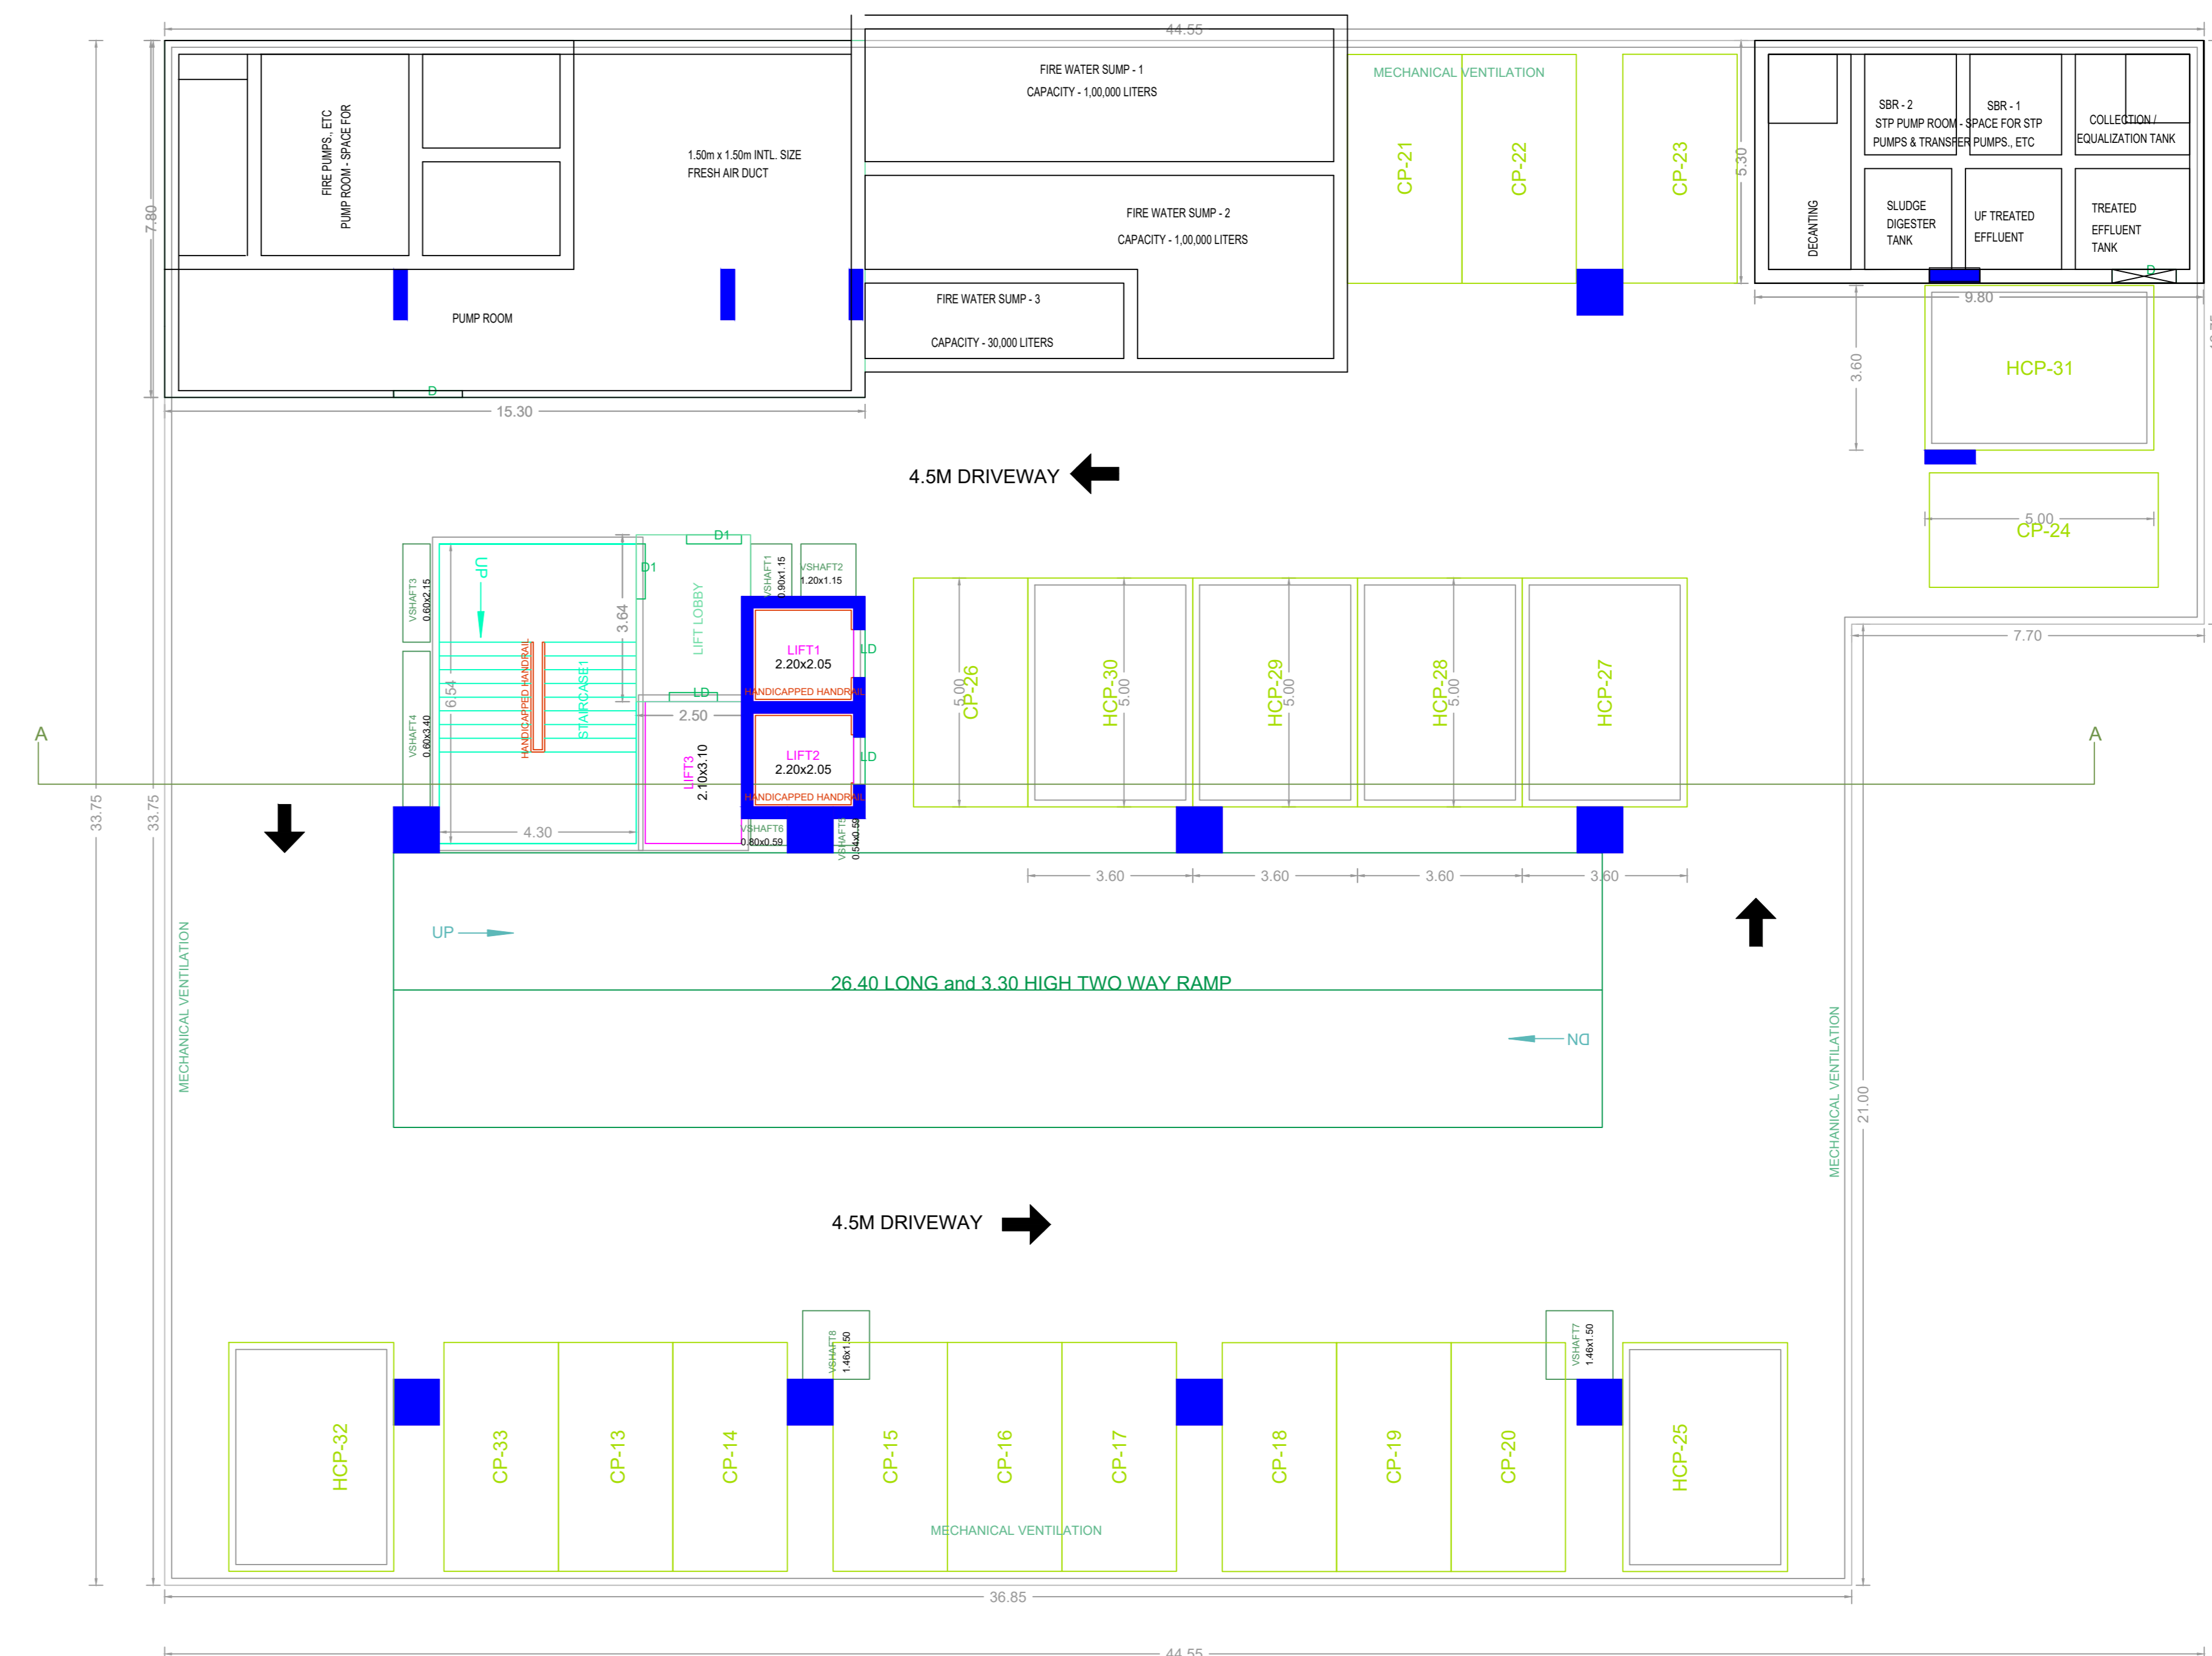 44.55
FIRE WATER SUMP - 1
CAPACITY - 1,00,000 LITERS
MECHANICAL VENTILATION
PUMP ROOM - SPACE FOR
FIRE PUMPS., ETC
1.50m x 1.50m INTL. SIZE
FRESH AIR DUCT
CP-21
CP-22
CP-23
5.30
SBR - 2
SBR - 1
STP PUMP ROOM - SPACE FOR STP
PUMPS & TRANSFER PUMPS., ETC
COLLECTION /
EQUALIZATION TANK
7.80
FIRE WATER SUMP - 2
CAPACITY - 1,00,000 LITERS
DECANTING
SLUDGE
DIGESTER
TANK
UF TREATED
EFFLUENT
TREATED
EFFLUENT
TANK
D
9.80
FIRE WATER SUMP - 3
CAPACITY - 30,000 LITERS
PUMP ROOM
D
15.30
3.60
HCP-31
4.5M DRIVEWAY
5.00
CP-24
D1
D1
UP
VSHAFT3
0.60x2.15
VSHAFT1
0.90x1.15
VSHAFT2
1.20x1.15
3.64
LIFT LOBBY
LIFT1
2.20x2.05
HANDICAPPED HANDRAIL
LD
7.70
VSHAFT4
0.60x3.40
6.54
HANDICAPPED HANDRAIL
STAIRCASE1
LD
2.50
LIFT3
2.10x3.10
LIFT2
2.20x2.05
HANDICAPPED HANDRAIL
LD
5.00
CP-26
HCP-30
5.00
HCP-29
5.00
HCP-28
5.00
HCP-27
A
A
33.75
33.75
4.30
VSHAFT6
0.80x0.59
VSHAFT5
0.54x0.59
3.60
3.60
3.60
3.60
UP
26.40 LONG and 3.30 HIGH TWO WAY RAMP
DN
MECHANICAL VENTILATION
MECHANICAL VENTILATION
21.00
4.5M DRIVEWAY
VSHAFT8
1.46x1.50
VSHAFT7
1.46x1.50
HCP-32
CP-33
CP-13
CP-14
CP-15
CP-16
CP-17
CP-18
CP-19
CP-20
HCP-25
MECHANICAL VENTILATION
36.85
44.55